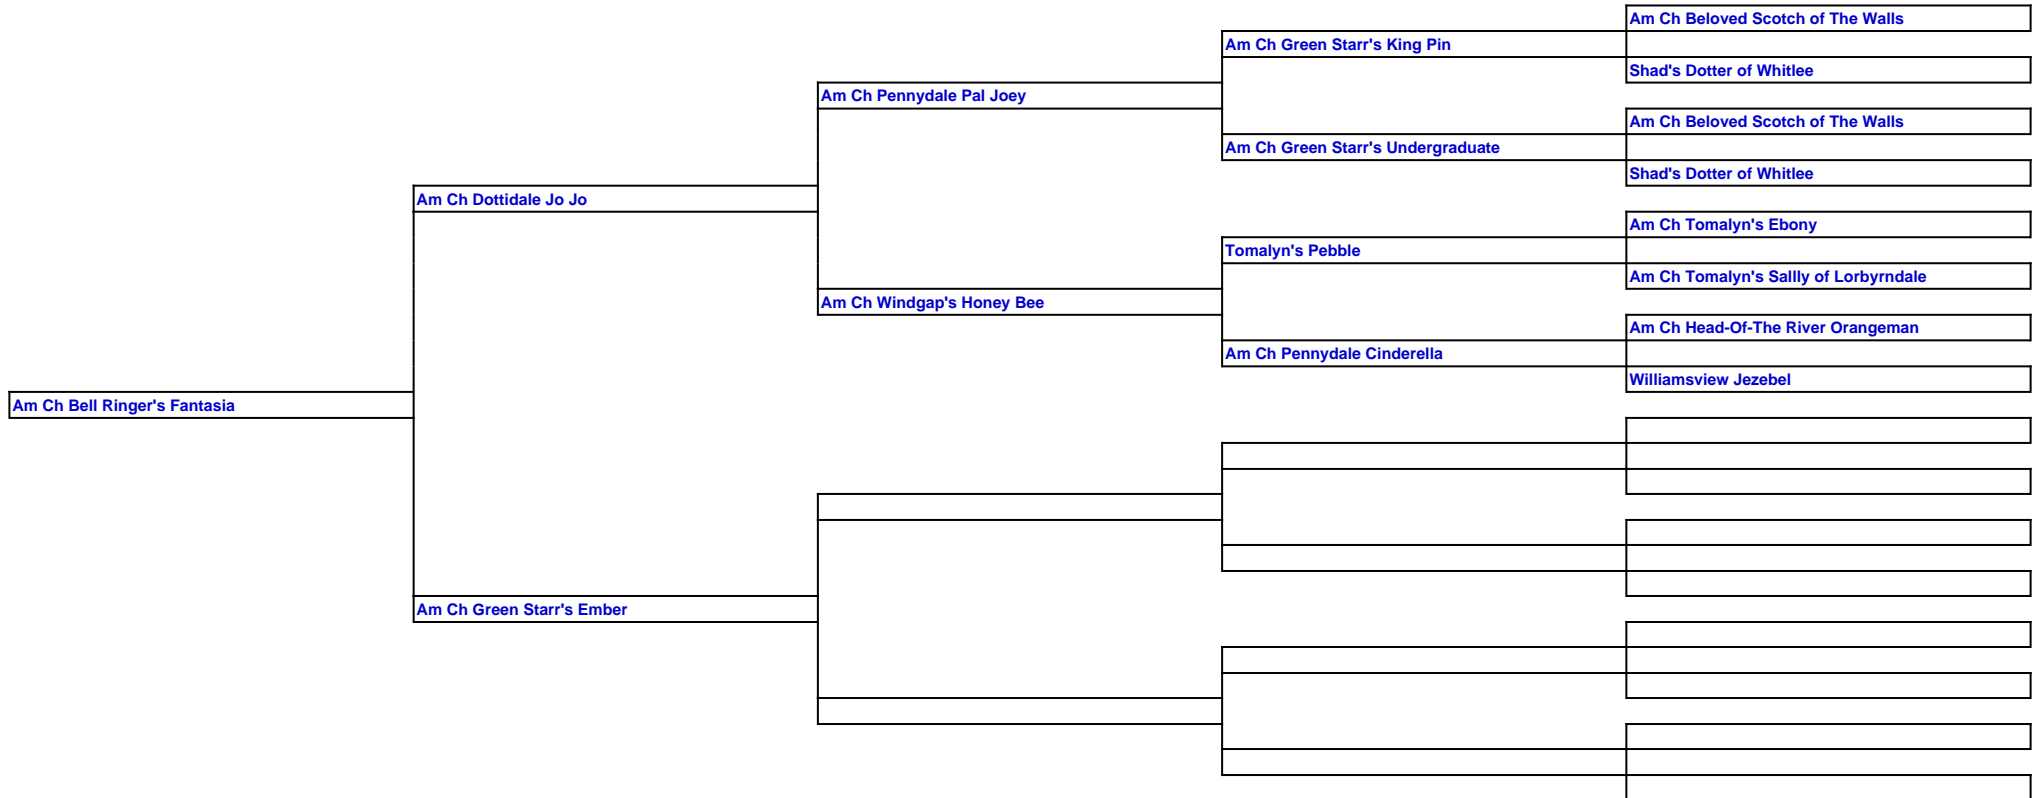 Am Ch Beloved Scotch of The Walls
Am Ch Green Starr's King Pin
Shad's Dotter of Whitlee
Am Ch Pennydale Pal Joey
Am Ch Beloved Scotch of The Walls
Am Ch Green Starr's Undergraduate
Shad's Dotter of Whitlee
Am Ch Dottidale Jo Jo
Am Ch Tomalyn's Ebony
Tomalyn's Pebble
Am Ch Tomalyn's Sallly of Lorbyrndale
Am Ch Windgap's Honey Bee
Am Ch Head-Of-The River Orangeman
Am Ch Pennydale Cinderella
Williamsview Jezebel
Am Ch Bell Ringer's Fantasia
Am Ch Green Starr's Ember